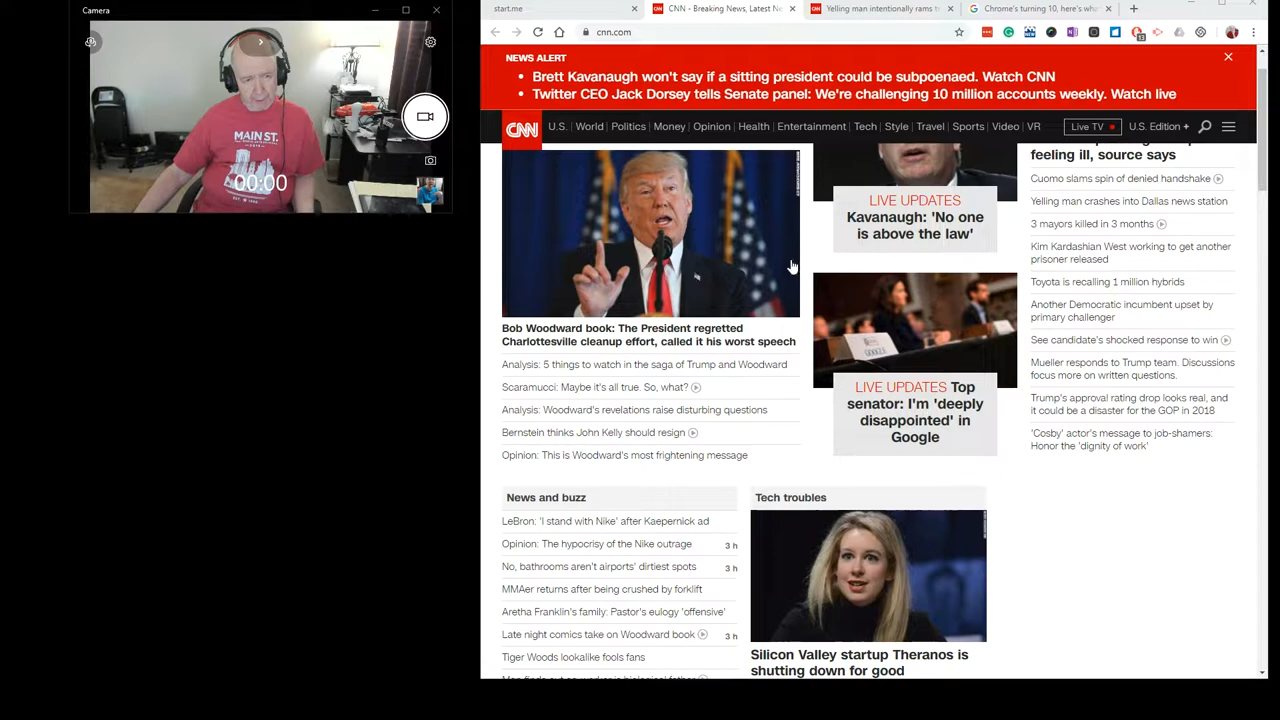 Camera
MAIN ST.
00:00
start.me
CNN - Breaking News, Latest Ne
Yelling man intentionally rams t
Chrome's turning 10, here's wha
cnn.com
13
NEWS ALERT
• Brett Kavanaugh won't say if a sitting president could be subpoenaed. Watch CNN
• Twitter CEO Jack Dorsey tells Senate panel: We're challenging 10 million accounts weekly. Watch live
CNN
U.S. World Politics Money Opinion Health Entertainment Tech Style Travel Sports Video VR
Live TV
U.S. Edition +
Bob Woodward book: The President regretted
Charlottesville cleanup effort, called it his worst speech
Analysis: 5 things to watch in the saga of Trump and Woodward
Scaramucci: Maybe it's all true. So, what?
Analysis: Woodward's revelations raise disturbing questions
Bernstein thinks John Kelly should resign
Opinion: This is Woodward's most frightening message
LIVE UPDATES
Kavanaugh: 'No one
is above the law'
GOOGLE
LIVE UPDATES Top
senator: I'm 'deeply
disappointed' in
Google
feeling ill, source says
Cuomo slams spin of denied handshake
Yelling man crashes into Dallas news station
3 mayors killed in 3 months
Kim Kardashian West working to get another
prisoner released
Toyota is recalling 1 million hybrids
Another Democratic incumbent upset by
primary challenger
See candidate's shocked response to win
Mueller responds to Trump team. Discussions
focus more on written questions.
Trump's approval rating drop looks real, and
it could be a disaster for the GOP in 2018
'Cosby' actor's message to job-shamers:
Honor the 'dignity of work'
News and buzz
LeBron: 'I stand with Nike' after Kaepernick ad
Opinion: The hypocrisy of the Nike outrage 3 h
No, bathrooms aren't airports' dirtiest spots 3 h
MMAer returns after being crushed by forklift
Aretha Franklin's family: Pastor's eulogy 'offensive'
Late night comics take on Woodward book 3 h
Tiger Woods lookalike fools fans
Tech troubles
Silicon Valley startup Theranos is
shutting down for good